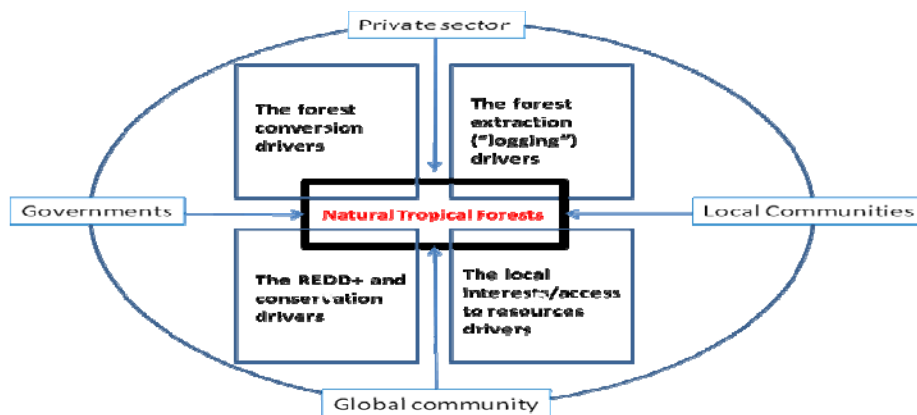 Private sector
The forest
conversion
drivers
The forest
extraction
("logging")
drivers
Governments
Natural Tropical Forests
Local Communities
The REDD+ and
conservation
drivers
The local
interests/access
to resources
drivers
Global community